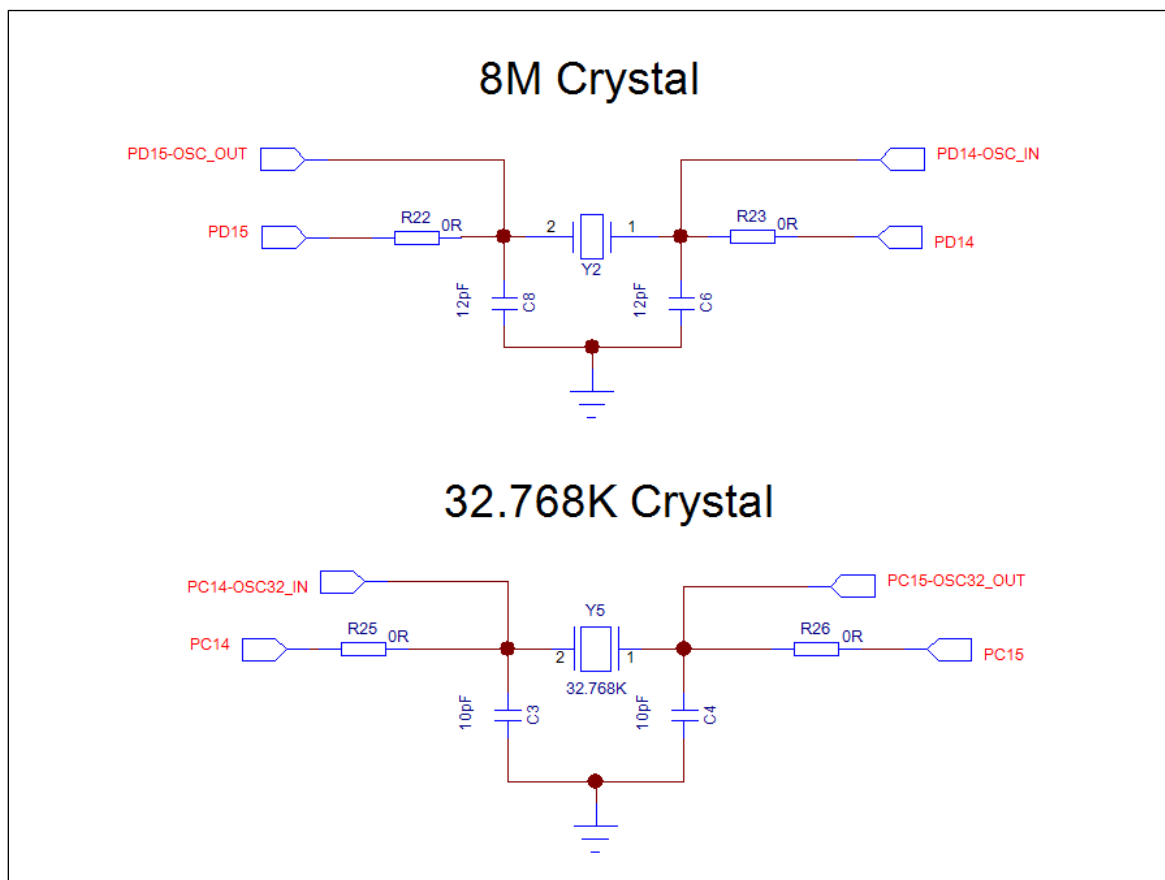 8M Crystal
PD15-OSC_OUT
PD14-OSC_IN
PD15
R22
0R
2
1
Y2
R23
0R
PD14
12pF
C8
12pF
C6
32.768K Crystal
PC14-OSC32_IN
PC15-OSC32_OUT
PC14
R25
0R
Y5
2
1
32.768K
R26
0R
PC15
10pF
C3
10pF
C4